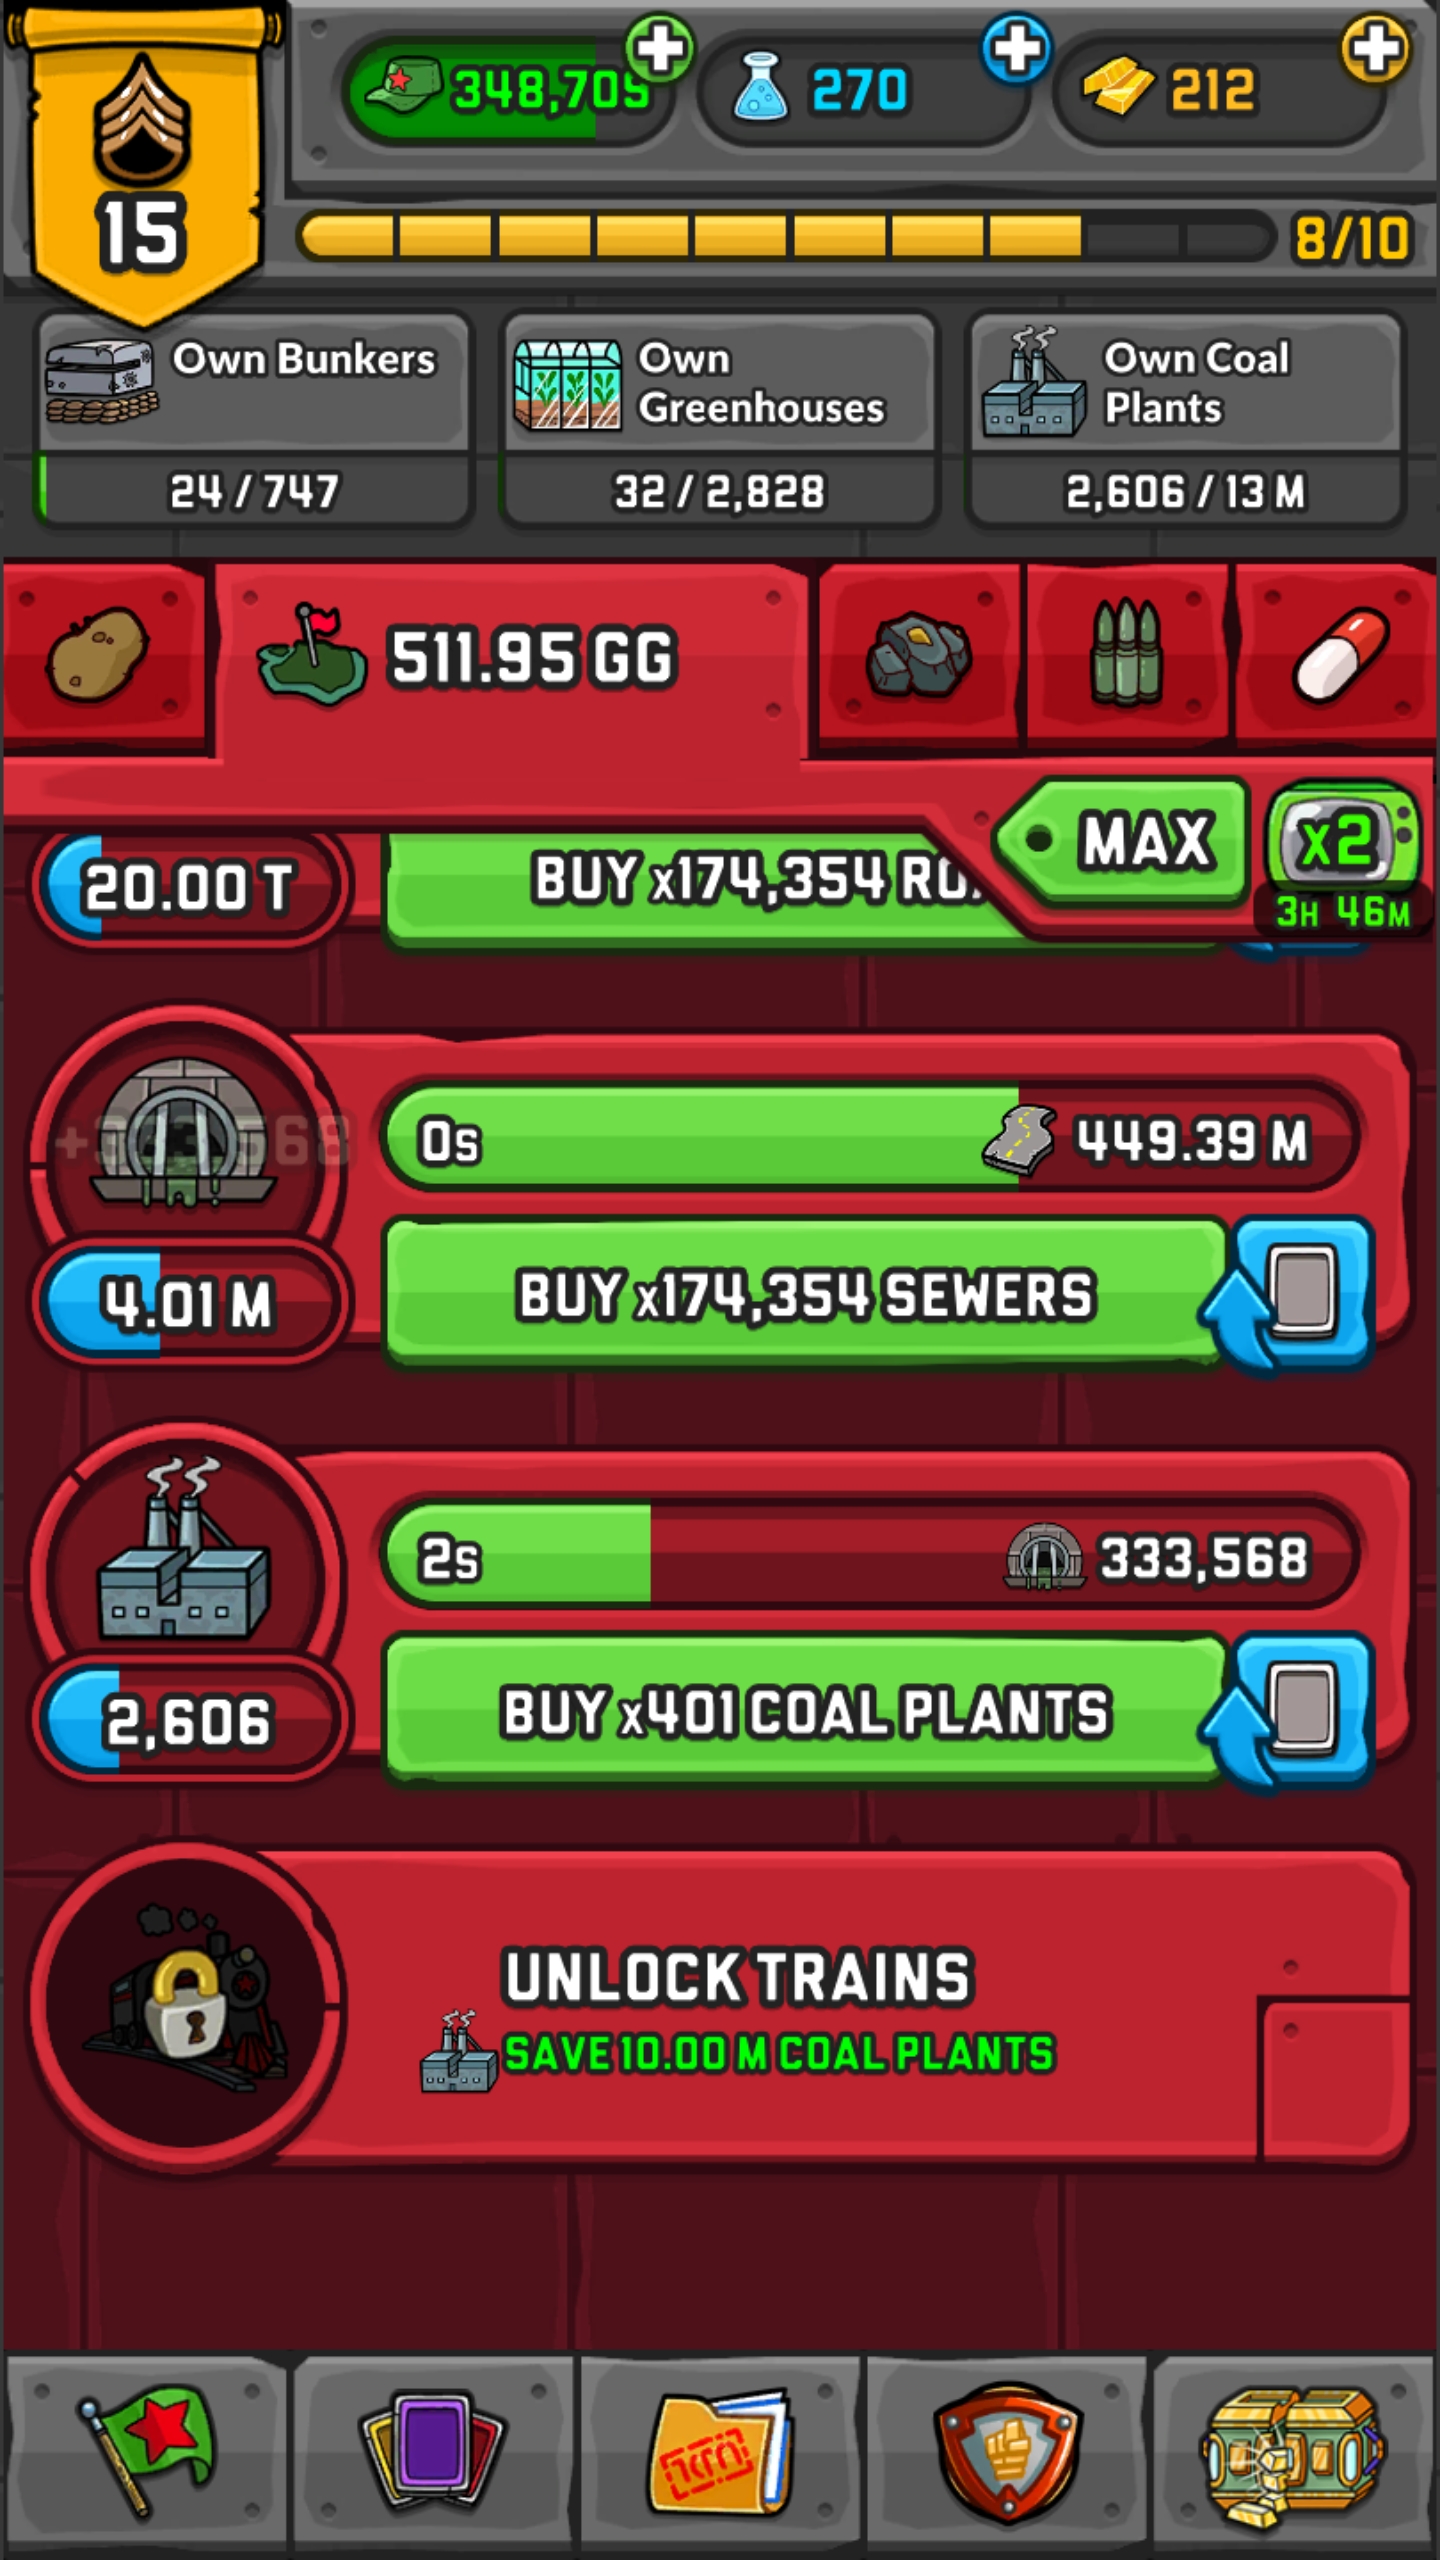 348,709
270
212
15
8/10
Own Bunkers
24 / 747
Own
Greenhouses
32 / 2,828
Own Coal
Plants
2,606 / 13 M
511.95 GG
MAX
x2
3H 46M
20.00 T
BUY x174,354
+333,568
0s
449.39 M
4.01 M
BUY x174,354 SEWERS
2s
333,568
2,606
BUY x401 COAL PLANTS
UNLOCK TRAINS
SAVE 10.00 M COAL PLANTS